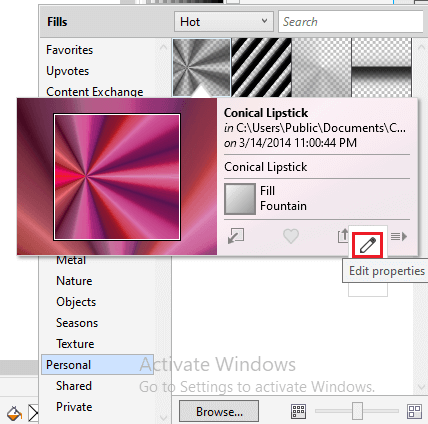 Fills
Hot
Search
Favorites
Upvotes
Content Exchange
Conical Lipstick
in C:\Users\Public\Documents\C...
on 3/14/2014 11:00:44 PM
Conical Lipstick
Fill
Fountain
Edit properties
Metal
Nature
Objects
Seasons
Texture
Personal
Shared
Private
Activate Windows
Go to Settings to activate Windows.
Browse...